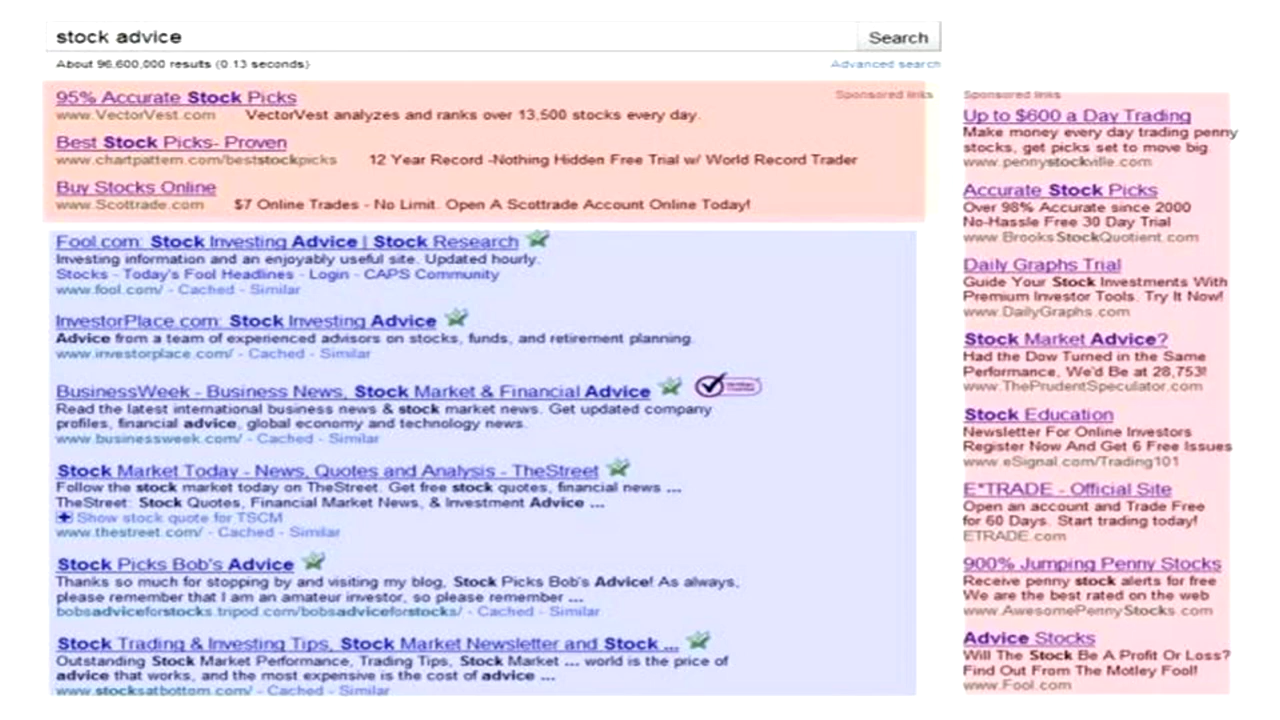 stock advice
Search
About 96,600,000 results (0.13 seconds)
Advanced search
Sponsored links
95% Accurate Stock Picks
www.VectorVest.com VectorVest analyzes and ranks over 13,500 stocks every day.
Best Stock Picks- Proven
www.chartpattern.com/beststockpicks 12 Year Record -Nothing Hidden Free Trial w/ World Record Trader
Buy Stocks Online
www.Scottrade.com $7 Online Trades - No Limit. Open A Scottrade Account Online Today!
Fool.com: Stock Investing Advice | Stock Research
Investing information and an enjoyably useful site. Updated hourly.
Stocks - Today's Fool Headlines - Login - CAPS Community
www.fool.com/ - Cached - Similar
InvestorPlace.com: Stock Investing Advice
Advice from a team of experienced advisors on stocks, funds, and retirement planning.
www.investorplace.com/ - Cached - Similar
BusinessWeek - Business News, Stock Market & Financial Advice
Read the latest international business news & stock market news. Get updated company
profiles, financial advice, global economy and technology news.
www.businessweek.com/ - Cached - Similar
Stock Market Today - News, Quotes and Analysis - TheStreet
Follow the stock market today on TheStreet. Get free stock quotes, financial news ...
TheStreet: Stock Quotes, Financial Market News, & Investment Advice ...
Show stock quote for TSCM
www.thestreet.com/ - Cached - Similar
Stock Picks Bob's Advice
Thanks so much for stopping by and visiting my blog, Stock Picks Bob's Advice! As always,
please remember that I am an amateur investor, so please remember ...
bobsadviceforstocks.tripod.com/bobsadviceforstocks/ - Cached - Similar
Stock Trading & Investing Tips, Stock Market Newsletter and Stock ...
Outstanding Stock Market Performance, Trading Tips, Stock Market ... world is the price of
advice that works, and the most expensive is the cost of advice ...
www.stocksatbottom.com/ - Cached - Similar
Sponsored links
Up to $600 a Day Trading
Make money every day trading penny
stocks, get picks set to move big.
www.pennystockville.com
Accurate Stock Picks
Over 98% Accurate since 2000
No-Hassle Free 30 Day Trial
www.BrooksStockQuotient.com
Daily Graphs Trial
Guide Your Stock Investments With
Premium Investor Tools. Try It Now!
www.DailyGraphs.com
Stock Market Advice?
Had the Dow Turned in the Same
Performance, We'd Be at 28,753!
www.ThePrudentSpeculator.com
Stock Education
Newsletter For Online Investors
Register Now And Get 6 Free Issues
www.eSignal.com/Trading101
E*TRADE - Official Site
Open an account and Trade Free
for 60 Days. Start trading today!
ETRADE.com
900% Jumping Penny Stocks
Receive penny stock alerts for free
We are the best rated on the web
www.AwesomePennyStocks.com
Advice Stocks
Will The Stock Be A Profit Or Loss?
Find Out From The Motley Fool!
www.Fool.com